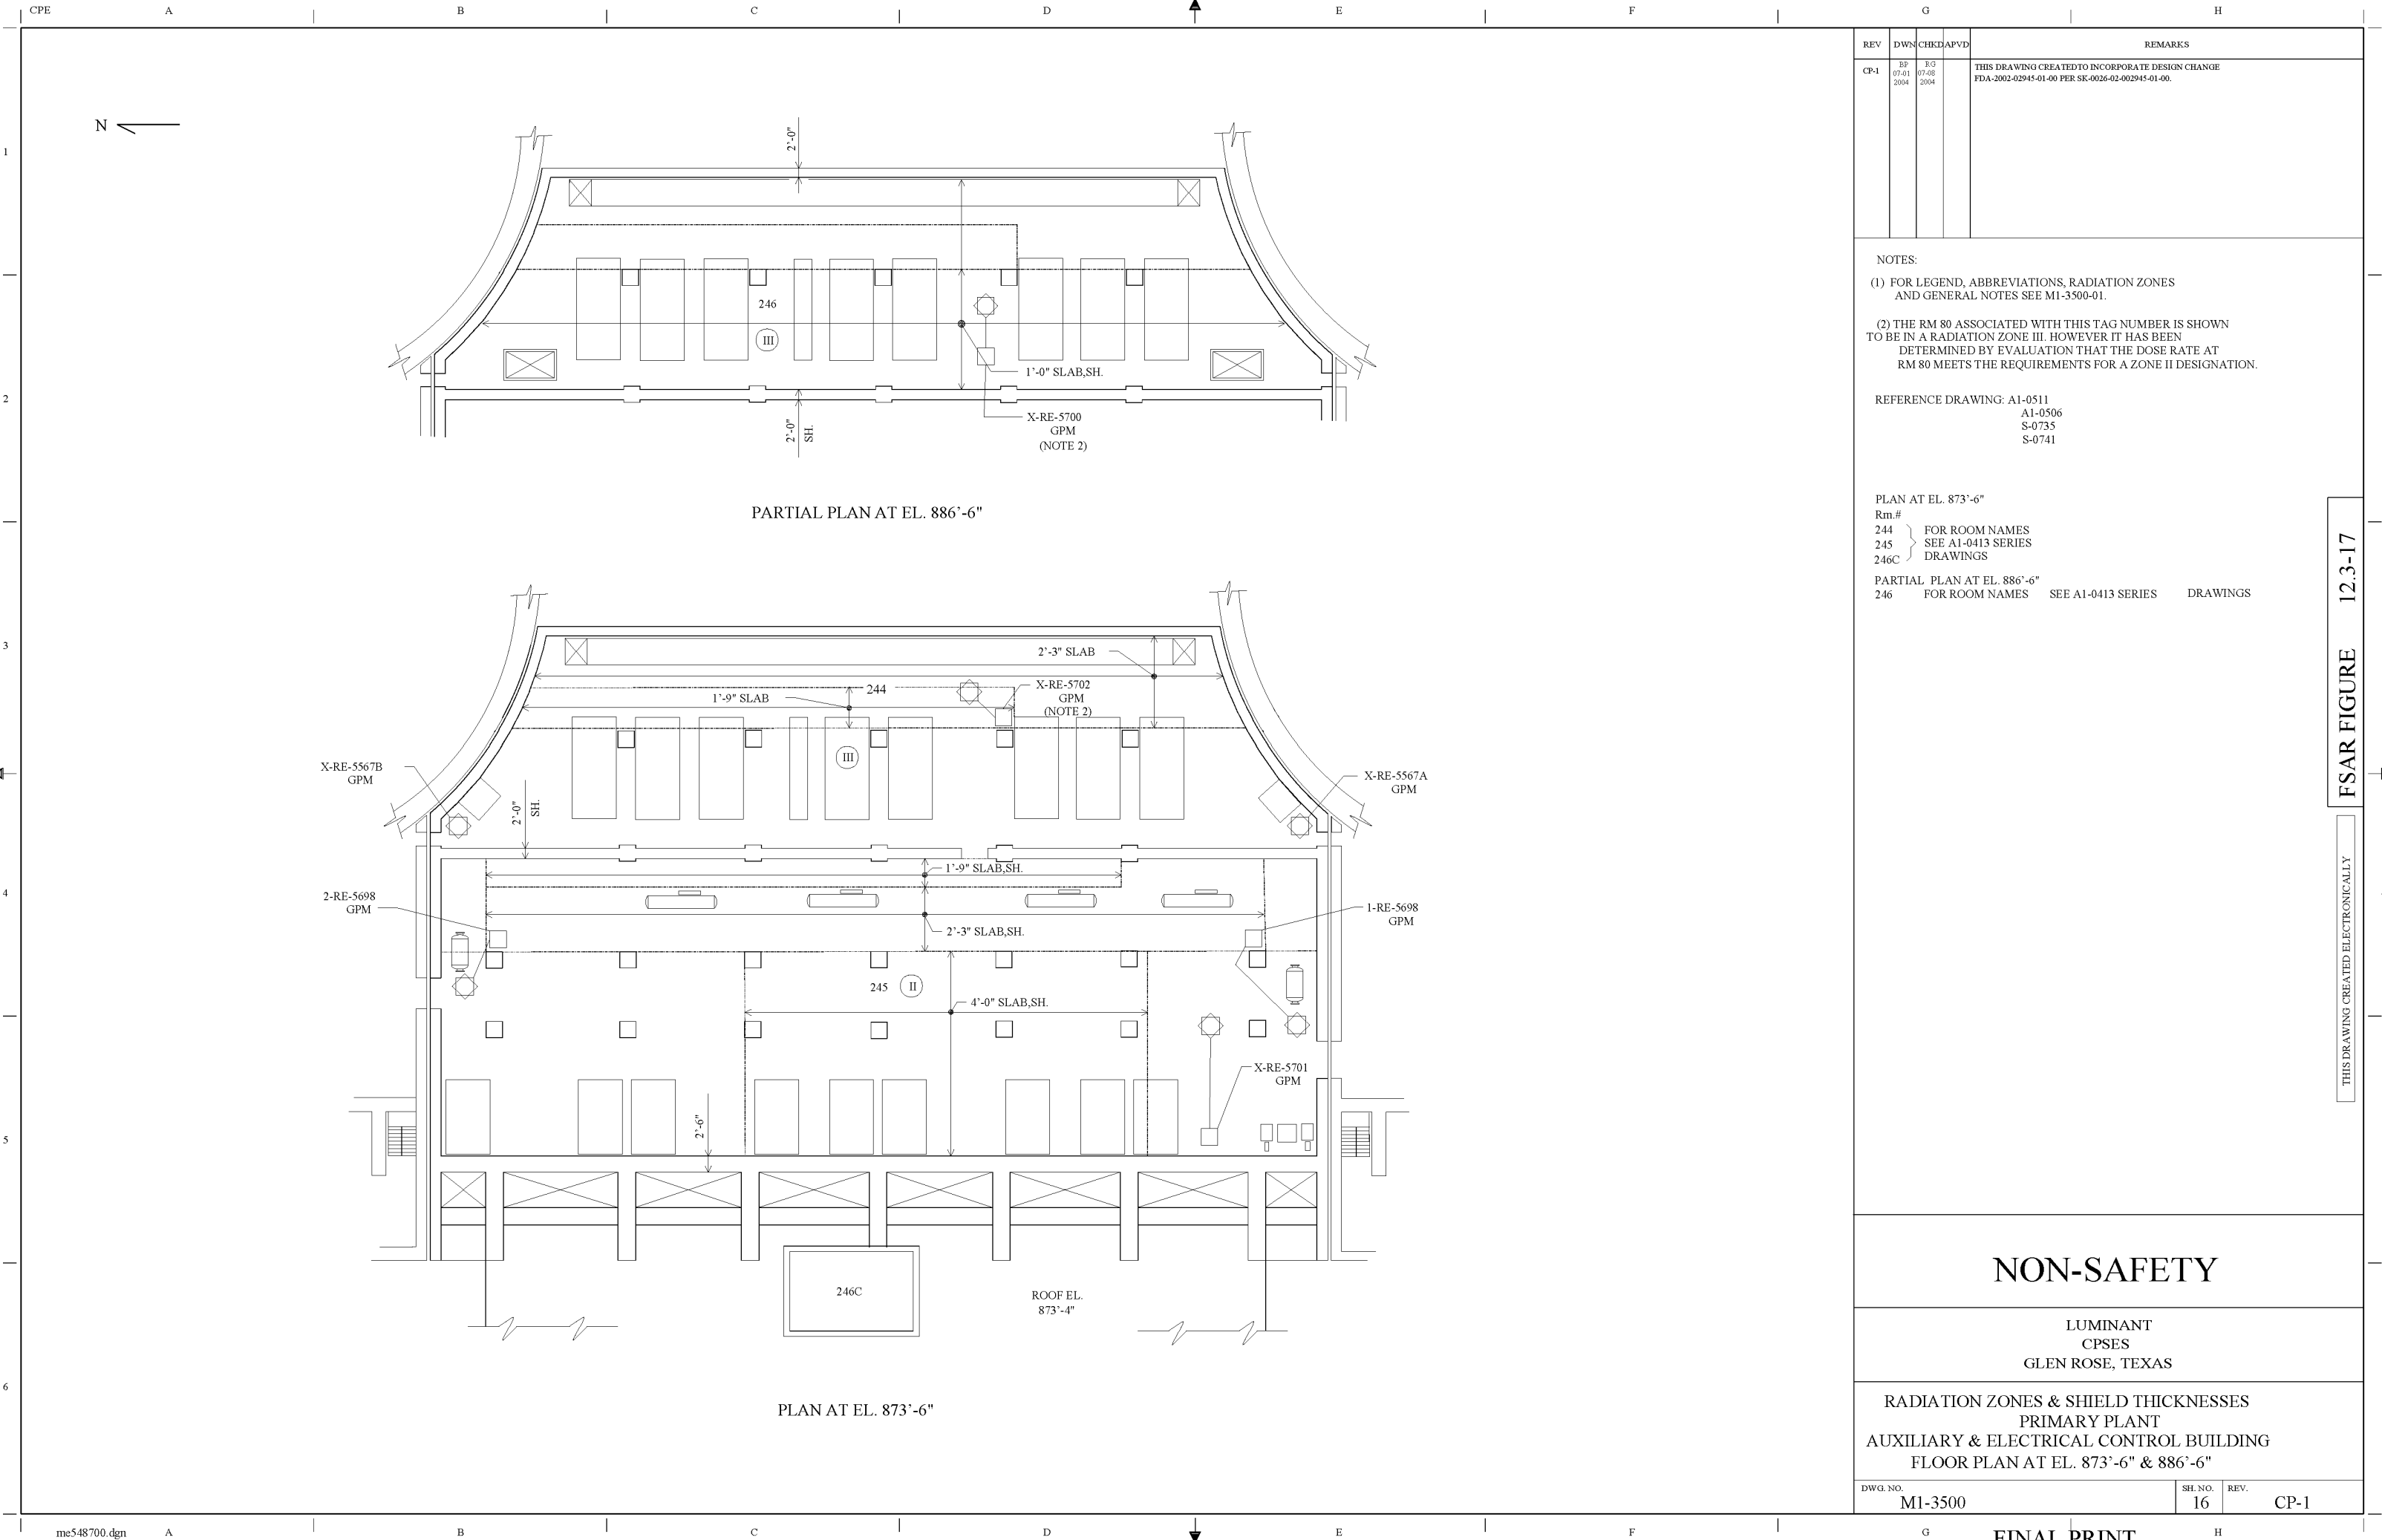 CPE
A B C D E F G H
REV DWN CHKD APVD REMARKS
CP-1 BP 07-01 2004 RG 07-08 2004 THIS DRAWING CREATEDTO INCORPORATE DESIGN CHANGE
FDA-2002-02945-01-00 PER SK-0026-02-002945-01-00.
N
1
2
3
4
5
6
2'-0"
246
III
1'-0" SLAB,SH.
2'-0"
SH.
X-RE-5700
GPM
(NOTE 2)
PARTIAL PLAN AT EL. 886'-6"
2'-3" SLAB
244
1'-9" SLAB
X-RE-5702
GPM
(NOTE 2)
III
X-RE-5567B
GPM
X-RE-5567A
GPM
2'-0"
SH.
1'-9" SLAB,SH.
2-RE-5698
GPM
1-RE-5698
GPM
2'-3" SLAB,SH.
245
II
4'-0" SLAB,SH.
X-RE-5701
GPM
2'-6"
246C
ROOF EL.
873'-4"
PLAN AT EL. 873'-6"
NOTES:
(1) FOR LEGEND, ABBREVIATIONS, RADIATION ZONES
AND GENERAL NOTES SEE M1-3500-01.
(2) THE RM 80 ASSOCIATED WITH THIS TAG NUMBER IS SHOWN
TO BE IN A RADIATION ZONE III. HOWEVER IT HAS BEEN
DETERMINED BY EVALUATION THAT THE DOSE RATE AT
RM 80 MEETS THE REQUIREMENTS FOR A ZONE II DESIGNATION.
REFERENCE DRAWING: A1-0511
A1-0506
S-0735
S-0741
PLAN AT EL. 873'-6"
Rm.#
244 FOR ROOM NAMES
245 SEE A1-0413 SERIES
246C DRAWINGS
PARTIAL PLAN AT EL. 886'-6"
246 FOR ROOM NAMES SEE A1-0413 SERIES DRAWINGS
FSAR FIGURE 12.3-17
THIS DRAWING CREATED ELECTRONICALLY
NON-SAFETY
LUMINANT
CPSES
GLEN ROSE, TEXAS
RADIATION ZONES & SHIELD THICKNESSES
PRIMARY PLANT
AUXILIARY & ELECTRICAL CONTROL BUILDING
FLOOR PLAN AT EL. 873'-6" & 886'-6"
DWG. NO. M1-3500
SH. NO. 16
REV. CP-1
me548700.dgn
A B C D E F G H
FINAL PRINT